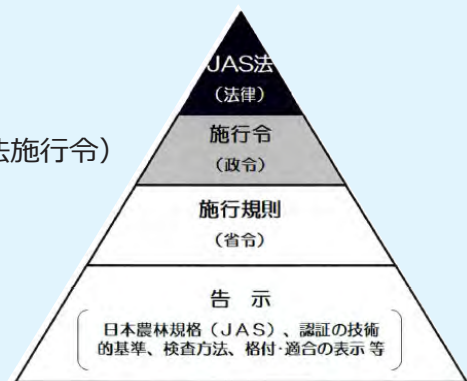 JAS法
（法律）
施行令
（政令）
法施行令）
施行規則
（省令）
告 示
日本農林規格（JAS）、認証の技術
的基準、検査方法、格付・適合の表示 等